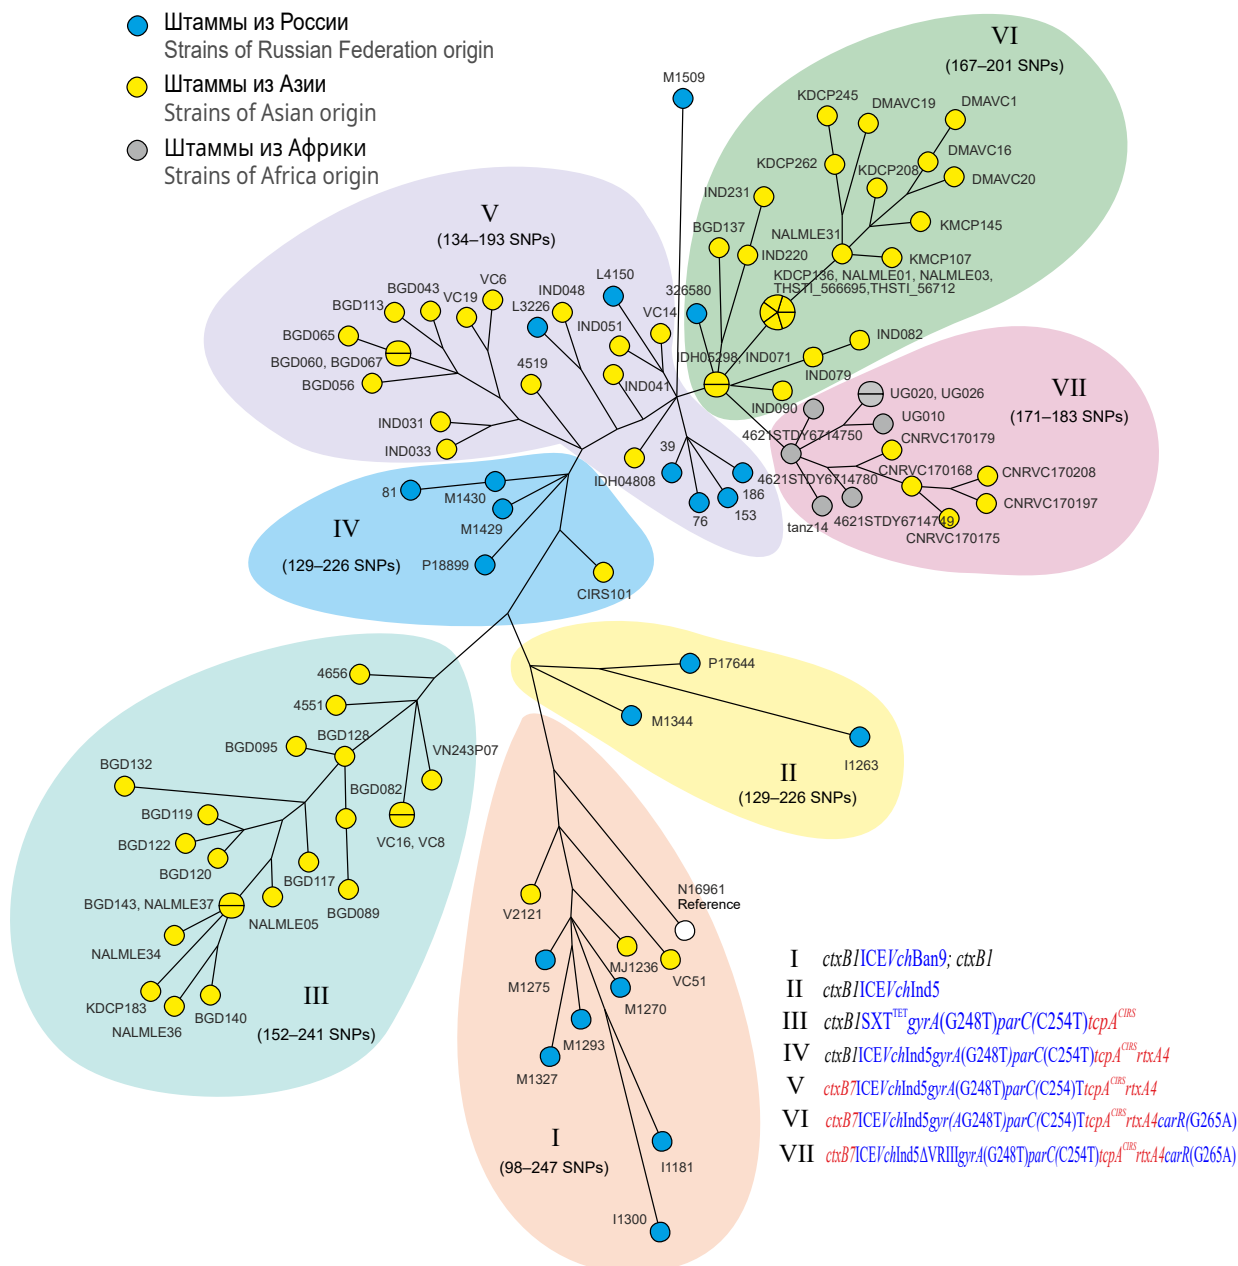 Штаммы из России
Strains of Russian Federation origin
Штаммы из Азии
Strains of Asian origin
Штаммы из Африки
Strains of Africa origin
M1509
VI
(167–201 SNPs)
KDCP245
DMAVC19
DMAVC1
DMAVC16
KDCP262
KDCP208
DMAVC20
IND231
BGD137
NALMLE31
KMCP145
IND220
KMCP107
KDCP136, NALMLE01, NALMLE03,
THSTI_566695,THSTI_56712
326580
IND082
IDH05298, IND071
IND079
IND090
V
(134–193 SNPs)
L4150
VC6
IND048
BGD043
VC19
L3226
BGD113
VC14
BGD065
IND051
BGD060, BGD067
4519
BGD056
IND041
IND031
IND033
IDH04808
39
186
153
76
VII
(171–183 SNPs)
UG020, UG026
UG010
4621STDY6714750
CNRVC170179
4621STDY6714780
CNRVC170168
CNRVC170208
CNRVC170197
tanz14
4621STDY6714749
CNRVC170175
81
M1430
M1429
IV
(129–226 SNPs)
P18899
CIRS101
P17644
M1344
I1263
II
(129–226 SNPs)
4656
4551
BGD128
BGD095
VN243P07
BGD132
BGD082
BGD119
BGD122
VC16, VC8
BGD120
BGD117
BGD143, NALMLE37
BGD089
NALMLE05
NALMLE34
KDCP183
NALMLE36
BGD140
III
(152–241 SNPs)
N16961
Reference
V2121
MJ1236
VC51
M1275
M1270
M1293
M1327
I
(98–247 SNPs)
I1181
I1300
I ctxB1ICEVchBan9; ctxB1
II ctxB1ICEVchInd5
III ctxB1SXTTETgyrA(G248T)parC(C254T)tcpACIRS
IV ctxB1ICEVchInd5gyrA(G248T)parC(C254T)tcpACIRSrtxA4
V ctxB7ICEVchInd5gyrA(G248T)parC(C254)TtcpACIRSrtxA4
VI ctxB7ICEVchInd5gyr(AG248T)parC(C254)TtcpACIRSrtxA4carR(G265A)
VII ctxB7ICEVchInd5ΔVRIIIgyrA(G248T)parC(C254T)tcpACIRSrtxA4carR(G265A)